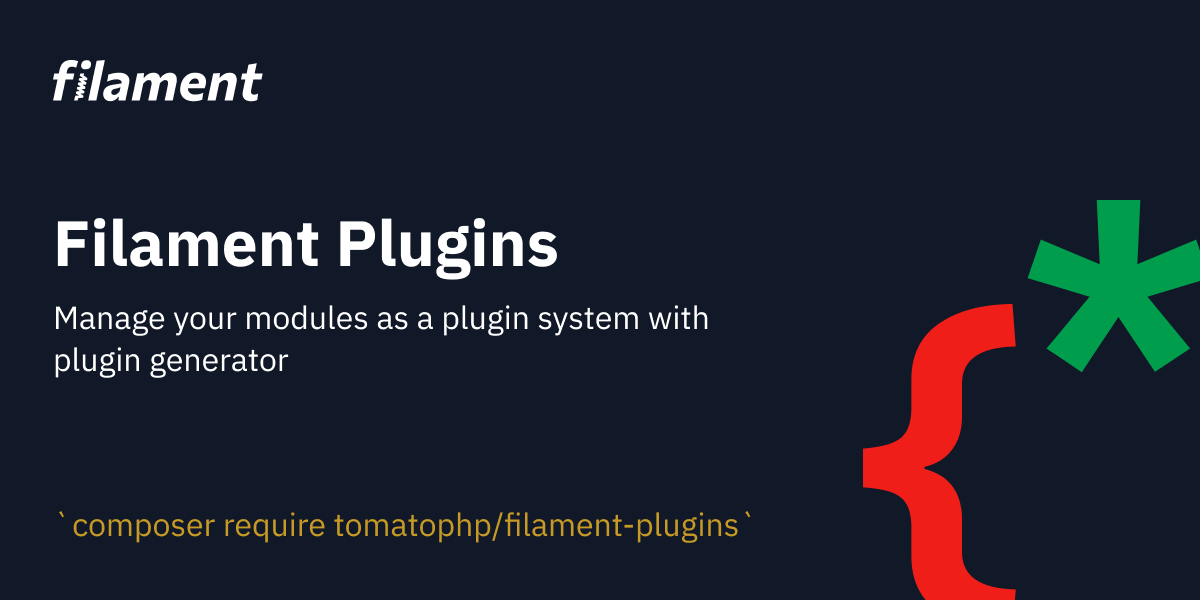 filament
Filament Plugins
Manage your modules as a plugin system with
plugin generator
`composer require tomatophp/filament-plugins`
{
*